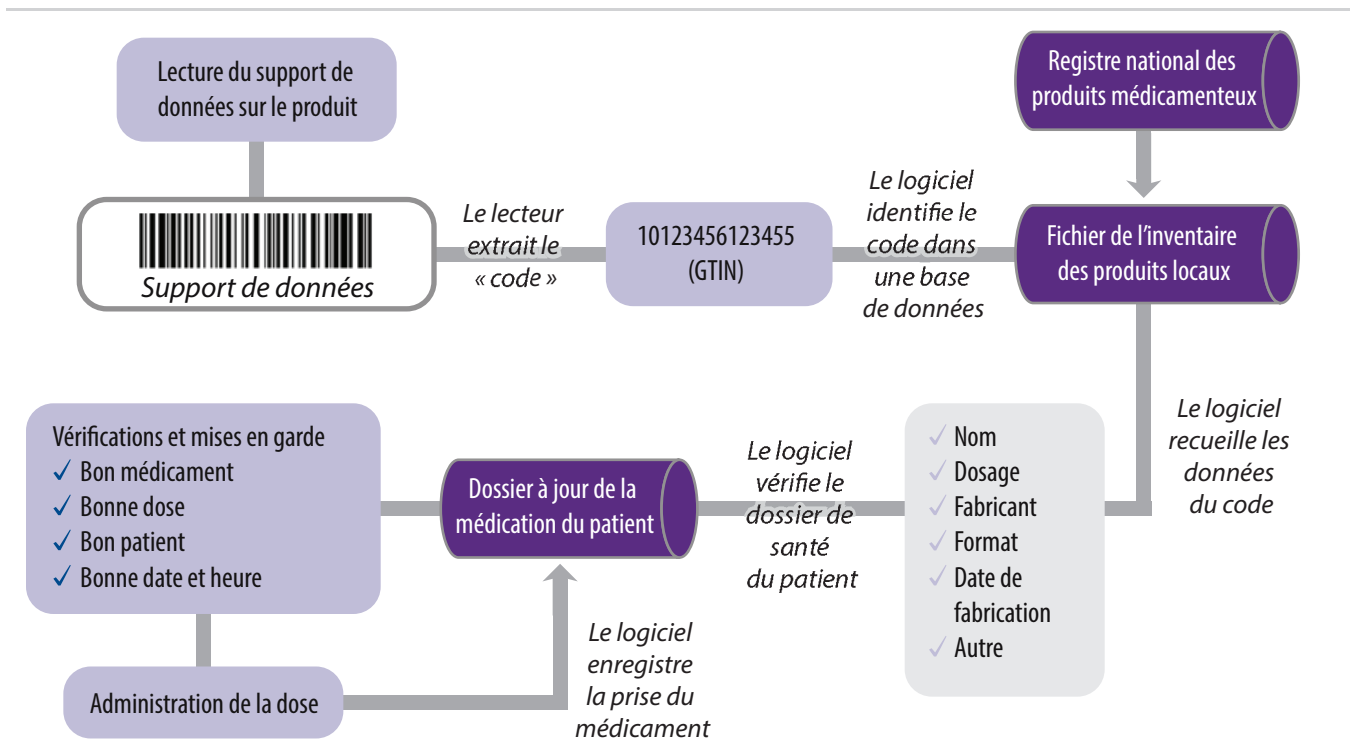 Lecture du support de
données sur le produit
Registre national des
produits médicamenteux
Support de données
Le lecteur
extrait le
« code »
10123456123455
(GTIN)
Le logiciel
identifie le
code dans
une base
de données
Fichier de l’inventaire
des produits locaux
Le logiciel
recueille les
données
du code
Nom
Dosage
Fabricant
Format
Date de
fabrication
Autre
Le logiciel
vérifie le
dossier de
santé
du patient
Dossier à jour de la
médication du patient
Vérifications et mises en garde
Bon médicament
Bonne dose
Bon patient
Bonne date et heure
Administration de la dose
Le logiciel
enregistre
la prise du
médicament